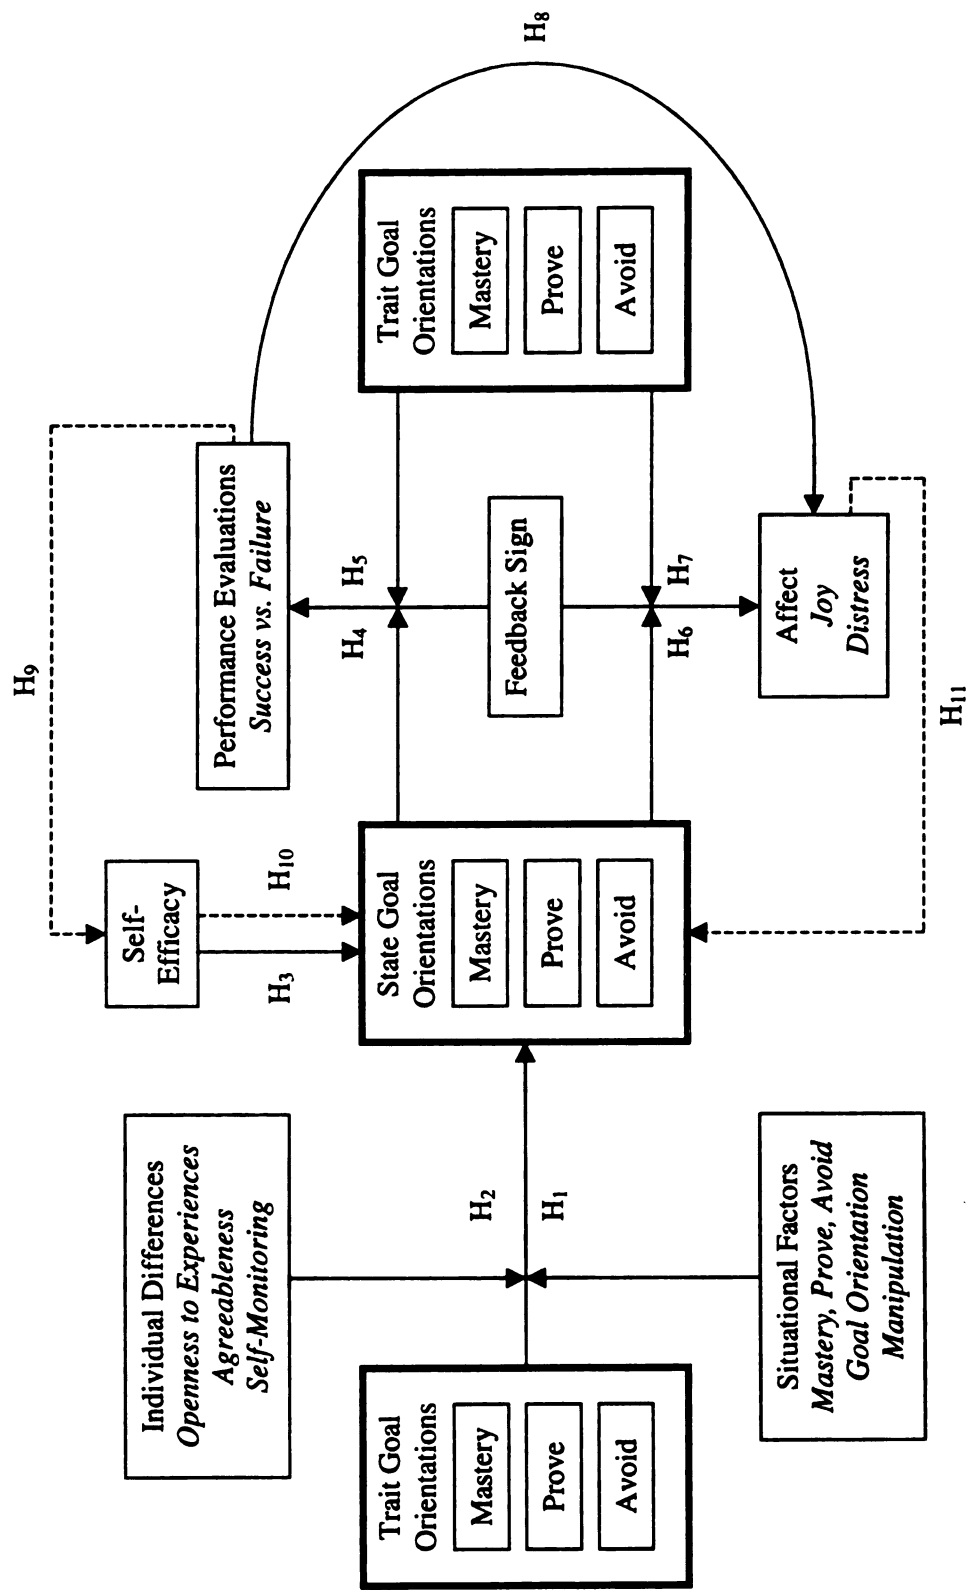 Trait Goal
Orientations
Mastery
Prove
Avoid
Individual Differences
Openness to Experiences
Agreeableness
Self-Monitoring
Situational Factors
Mastery, Prove, Avoid
Goal Orientation
Manipulation
H2
H1
Self-
Efficacy
H3
H10
State Goal
Orientations
Mastery
Prove
Avoid
H9
Performance Evaluations
Success vs. Failure
H4
H5
Feedback Sign
H6
H7
Affect
Joy
Distress
H11
Trait Goal
Orientations
Mastery
Prove
Avoid
H8